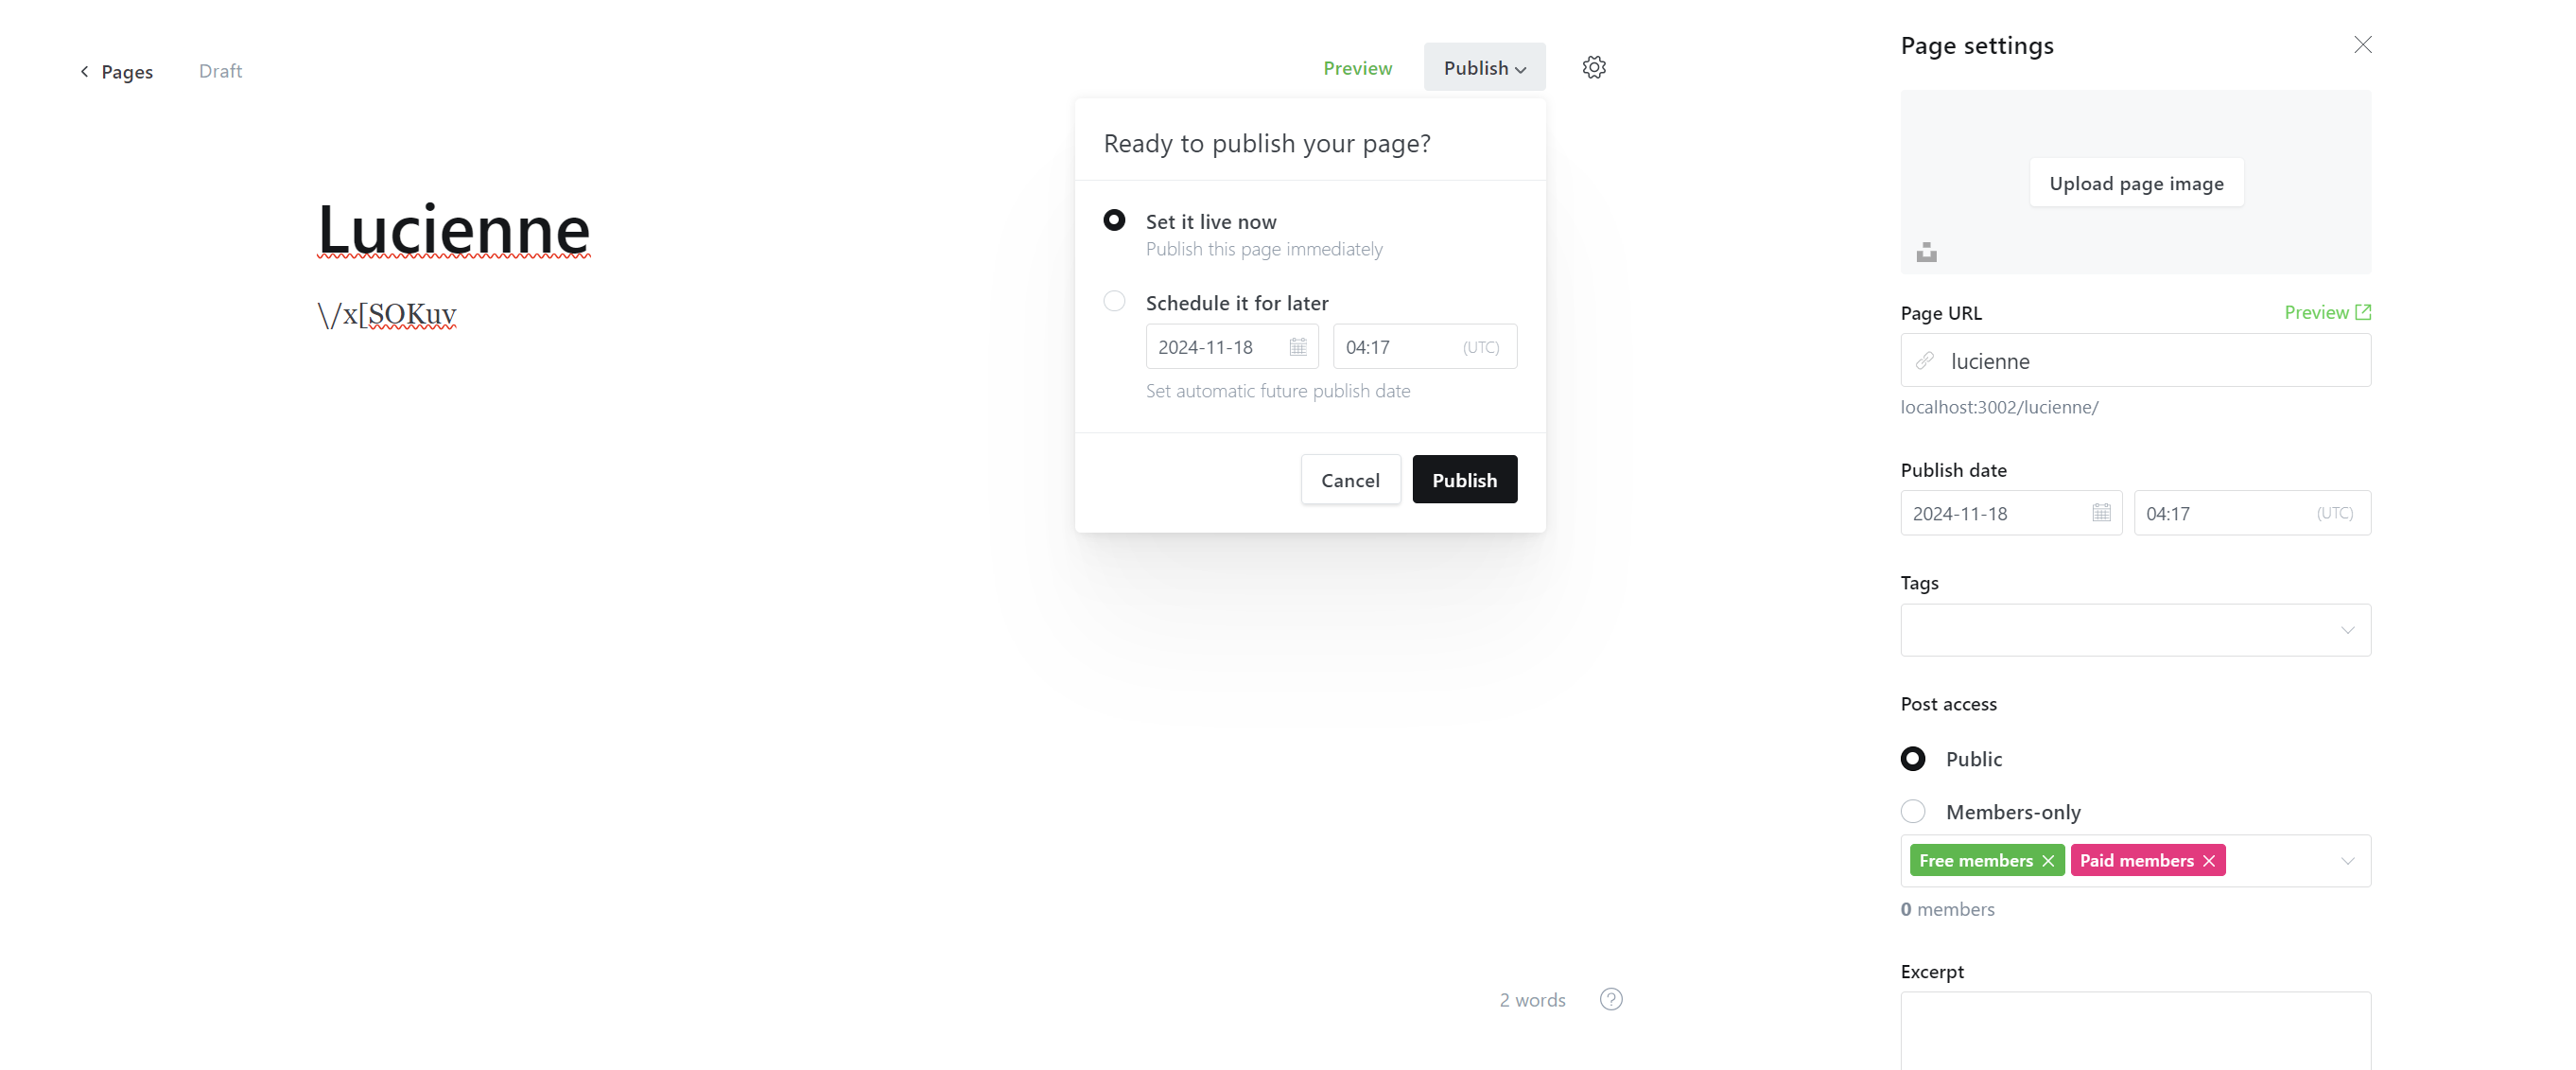 Pages
Draft
Preview
Publish
Lucienne
\/x[SOKuv
Ready to publish your page?
Set it live now
Publish this page immediately
Schedule it for later
2024-11-18
04:17 (UTC)
Set automatic future publish date
Cancel
Publish
2 words
?
Page settings
Upload page image
Page URL
Preview
lucienne
localhost:3002/lucienne/
Publish date
2024-11-18
04:17 (UTC)
Tags
Post access
Public
Members-only
Free members
Paid members
0 members
Excerpt